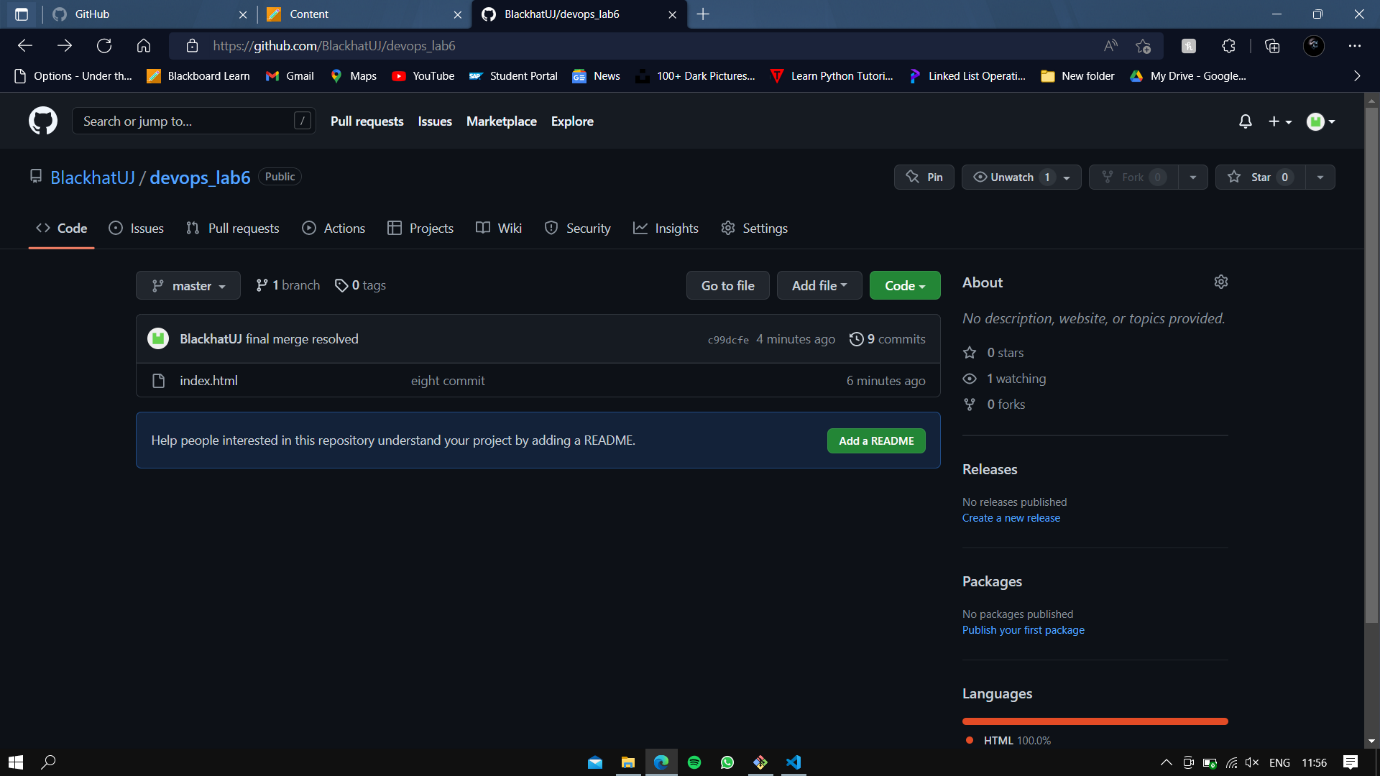 GitHub
Content
BlackhatUJ/devops_lab6
https://github.com/BlackhatUJ/devops_lab6
Options - Under th...
Blackboard Learn
Gmail
Maps
YouTube
Student Portal
News
100+ Dark Pictures...
Learn Python Tutori...
Linked List Operati...
New folder
My Drive - Google...
Search or jump to...
/
Pull requests
Issues
Marketplace
Explore
BlackhatUJ / devops_lab6
Public
Pin
Unwatch 1
Fork 0
Star 0
Code
Issues
Pull requests
Actions
Projects
Wiki
Security
Insights
Settings
master
1 branch
0 tags
Go to file
Add file
Code
BlackhatUJ final merge resolved
c99dcfe 4 minutes ago
9 commits
index.html
eight commit
6 minutes ago
Help people interested in this repository understand your project by adding a README.
Add a README
About
No description, website, or topics provided.
0 stars
1 watching
0 forks
Releases
No releases published
Create a new release
Packages
No packages published
Publish your first package
Languages
HTML 100.0%
ENG
11:56